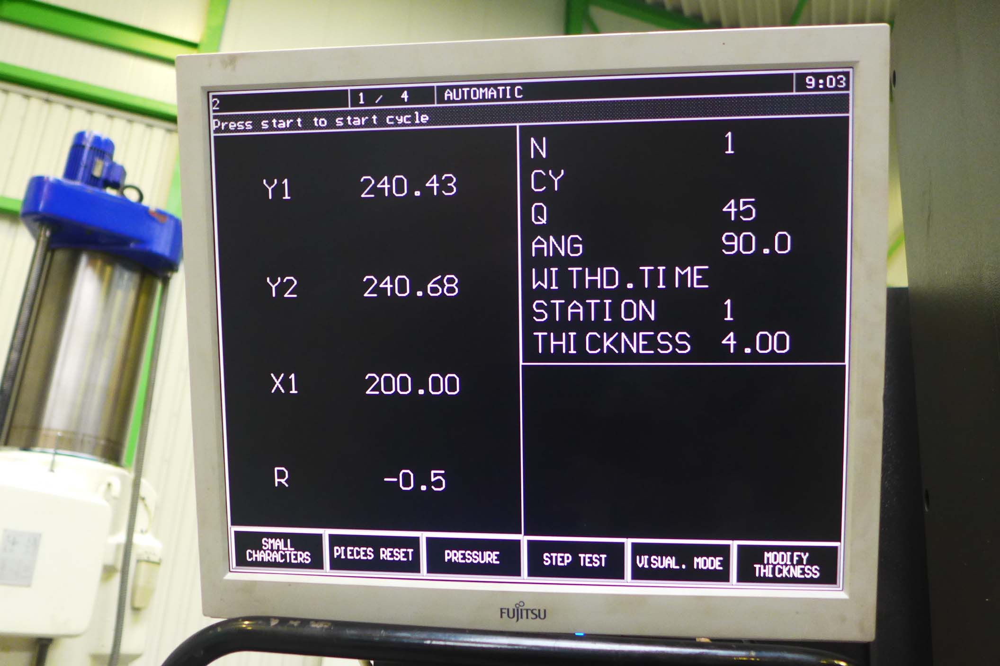 2 1 / 4 AUTOMATIC 9:03
Press start to start cycle
Y1 240.43
Y2 240.68
X1 200.00
R -0.5
N 1
CY
Q 45
ANG 90.0
WITHD.TIME
STATION 1
THICKNESS 4.00
SMALL
CHARACTERS
PIECES RESET
PRESSURE
STEP TEST
VISUAL. MODE
MODIFY
THICKNESS
FUJITSU